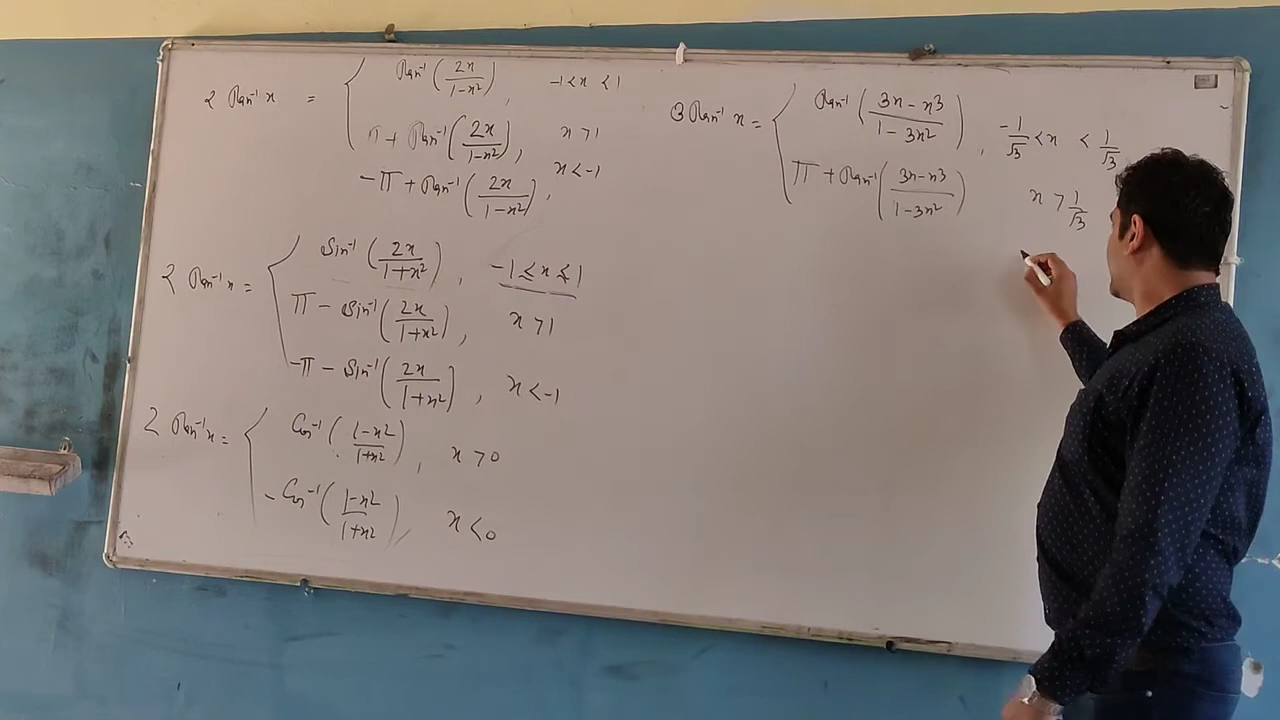 2 tan⁻¹ x = { tan⁻¹ (2x/1-x²), -1 < x < 1
π + tan⁻¹ (2x/1-x²), x > 1
-π + tan⁻¹ (2x/1-x²), x < -1
2 tan⁻¹ x = { Sin⁻¹ (2x/1+x²), -1 ≤ x ≤ 1
π - Sin⁻¹ (2x/1+x²), x > 1
-π - Sin⁻¹ (2x/1+x²), x < -1
2 tan⁻¹ x = { Cos⁻¹ (1-x²/1+x²), x > 0
- Cos⁻¹ (1-x²/1+x²), x < 0
3 tan⁻¹ x = { tan⁻¹ (3x - x³/1 - 3x²), -1/√3 < x < 1/√3
π + tan⁻¹ (3x - x³/1 - 3x²) x > 1/√3